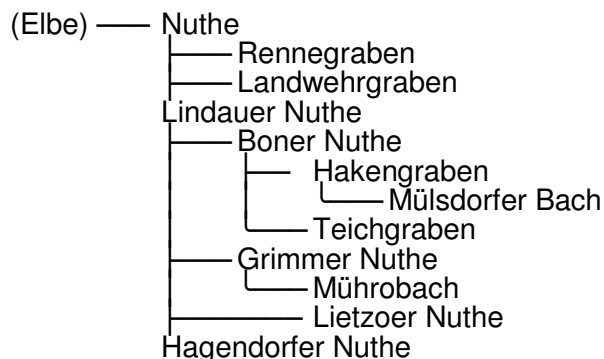 (Elbe) Nuthe
Rennegraben
Landwehrgraben
Lindauer Nuthe
Boner Nuthe
Hakengraben
Mülsdorfer Bach
Teichgraben
Grimmer Nuthe
Mührobach
Lietzoer Nuthe
Hagendorfer Nuthe